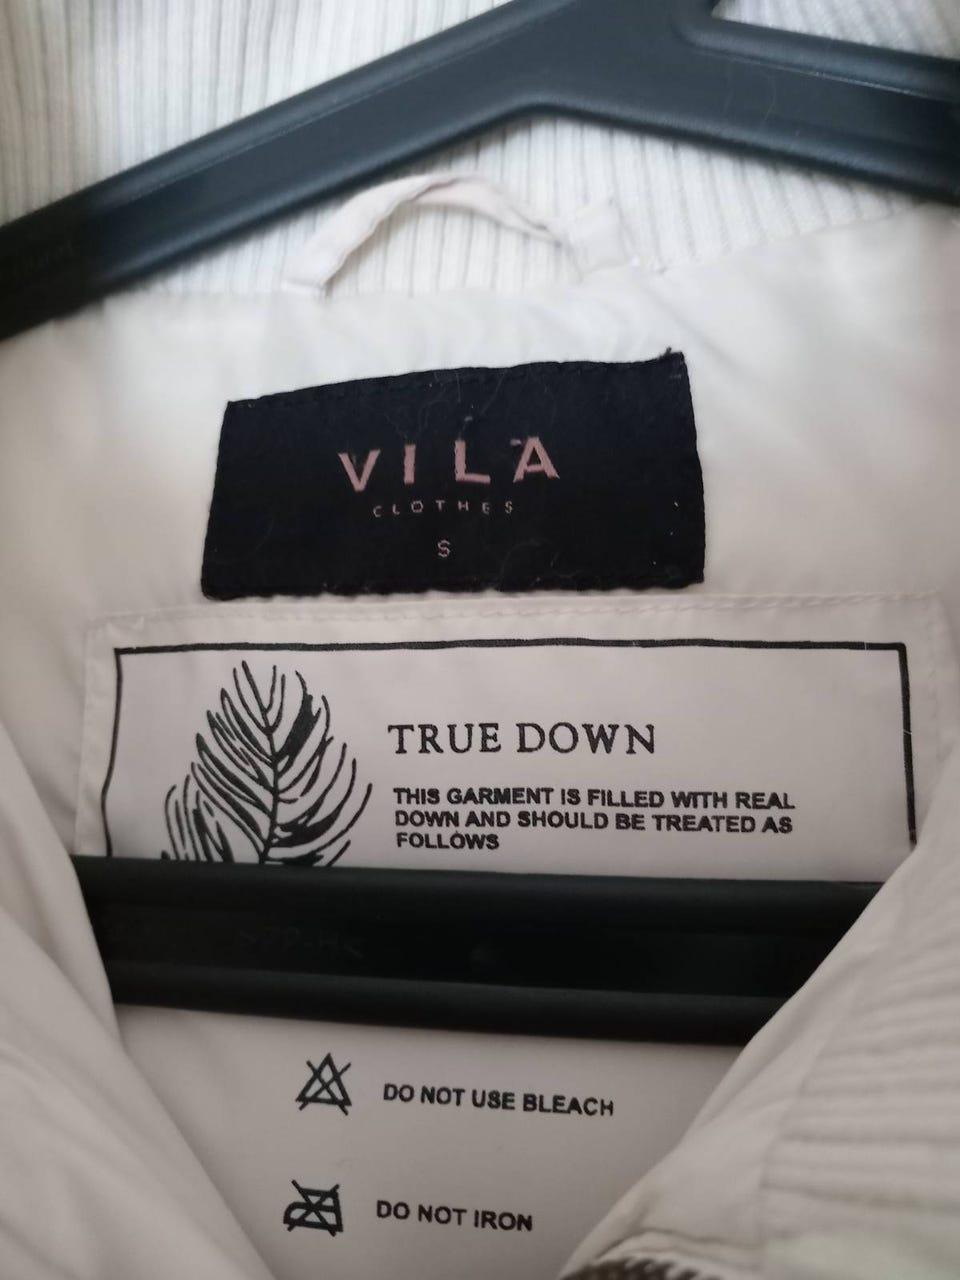 VILA
CLOTHES
S
TRUE DOWN
THIS GARMENT IS FILLED WITH REAL
DOWN AND SHOULD BE TREATED AS
FOLLOWS
DO NOT USE BLEACH
DO NOT IRON